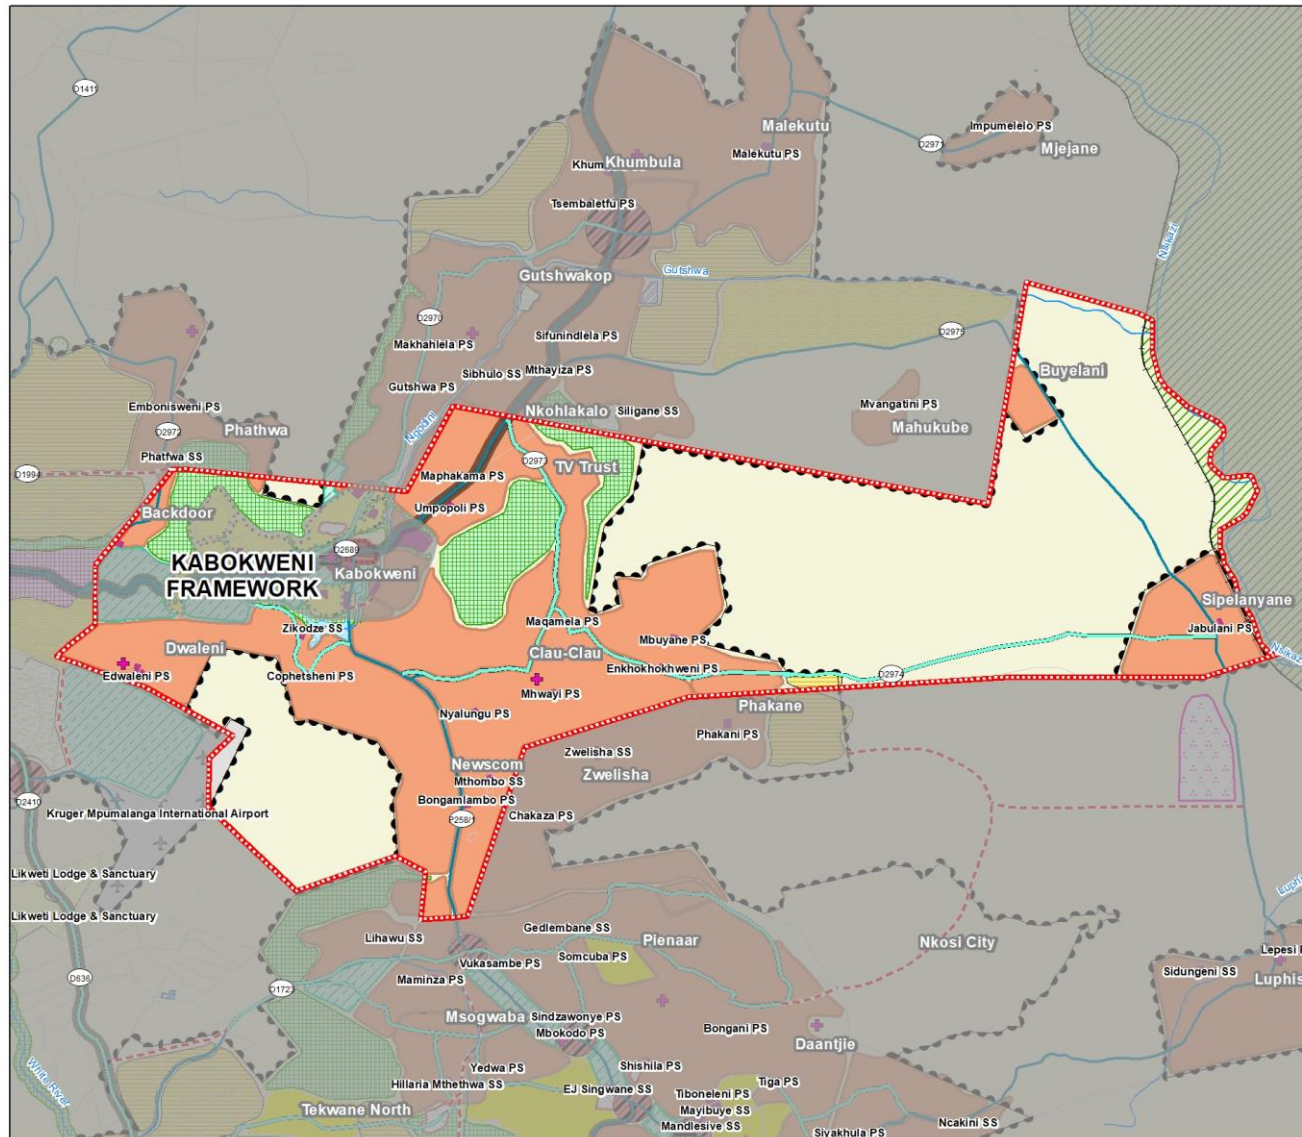 D1411
Malekutu
Impumelelo PS
D2971
Mjejane
Malekutu PS
Khumbula
Tsembaletfu PS
Nsikazi
Gutshwakop
Gutshwa
D2970
D2975
Makhahlela PS
Sifunindlela PS
Sibhulo SS
Mthayiza PS
Buyelani
Gutshwa PS
Embonisweni PS
Nkohlakalo
Siligane SS
Mvangatini PS
Mahukube
D2972
Phathwa
Phatfwa SS
D1994
D2973
TV Trust
Maphakama PS
Umpopoli PS
Backdoor
KABOKWENI
FRAMEWORK
D2689
Kabokweni
Sipelanyane
Jabulani PS
Zikodze SS
Maqamela PS
Mbuyane PS
Dwaleni
Clau-Clau
Edwaleni PS
Cophetsheni PS
Enkhokhokhweni PS
D2974
Mhwayi PS
Nyalungu PS
Phakane
Phakani PS
Zwelisha SS
Newscom
Zwelisha
Mthombo SS
D2410
Bongamlambo PS
Kruger Mpumalanga International Airport
P258/1
Chakaza PS
Likweti Lodge & Sanctuary
Likweti Lodge & Sanctuary
Gedlembane SS
Lihawu SS
Pienaar
Nkosi City
Somcuba PS
Vukasambe PS
Sidungeni SS
D636
Maminza PS
D1723
Msogwaba
Sindzawonye PS
Mbokodo PS
Bongani PS
Daantjie
White River
Yedwa PS
Shishila PS
Hillaria Mthethwa SS
EJ Singwane SS
Tiga PS
Tiboneleni PS
Tekwane North
Mayibuye SS
Mandlesive SS
Siyakhula PS
Ncakini SS